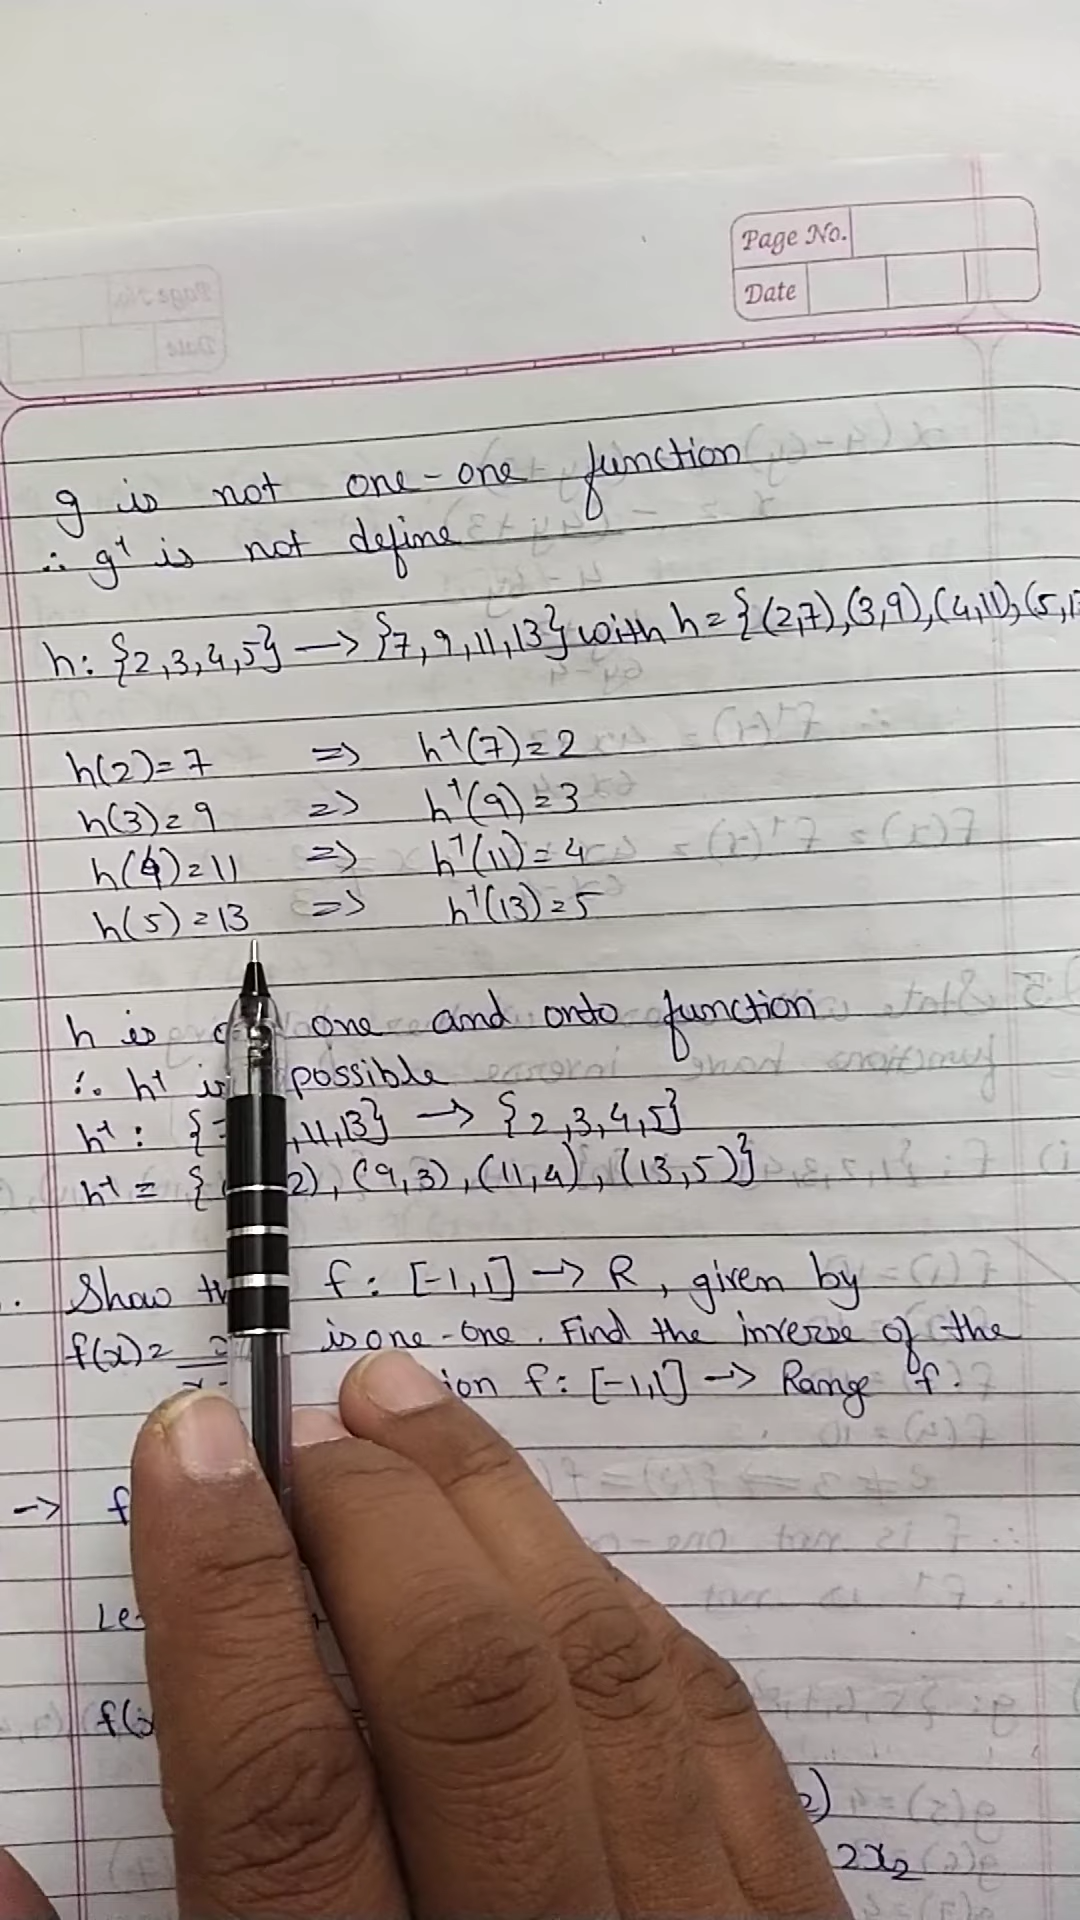 Page No.
Date
g is not one-one function
∴ g⁻¹ is not define
h: {2,3,4,5} → {7,9,11,13} with h = {(2,7),(3,9),(4,11),(5,1
h(2)=7 => h⁻¹(7)=2
h(3)=9 => h⁻¹(9)=3
h(4)=11 => h⁻¹(11)=4
h(5)=13 => h⁻¹(13)=5
h is one and onto function
∴ h⁻¹ is possible
h⁻¹: { ,11,13} → {2,3,4,5}
h⁻¹ = { 2), (9,3), (11,4), (13,5)}
Show f: [-1,1] → R, given by
f(x)= is one-one. Find the inverse of the
f: [-1,1] → Range f.
→ f
2)
2x₂